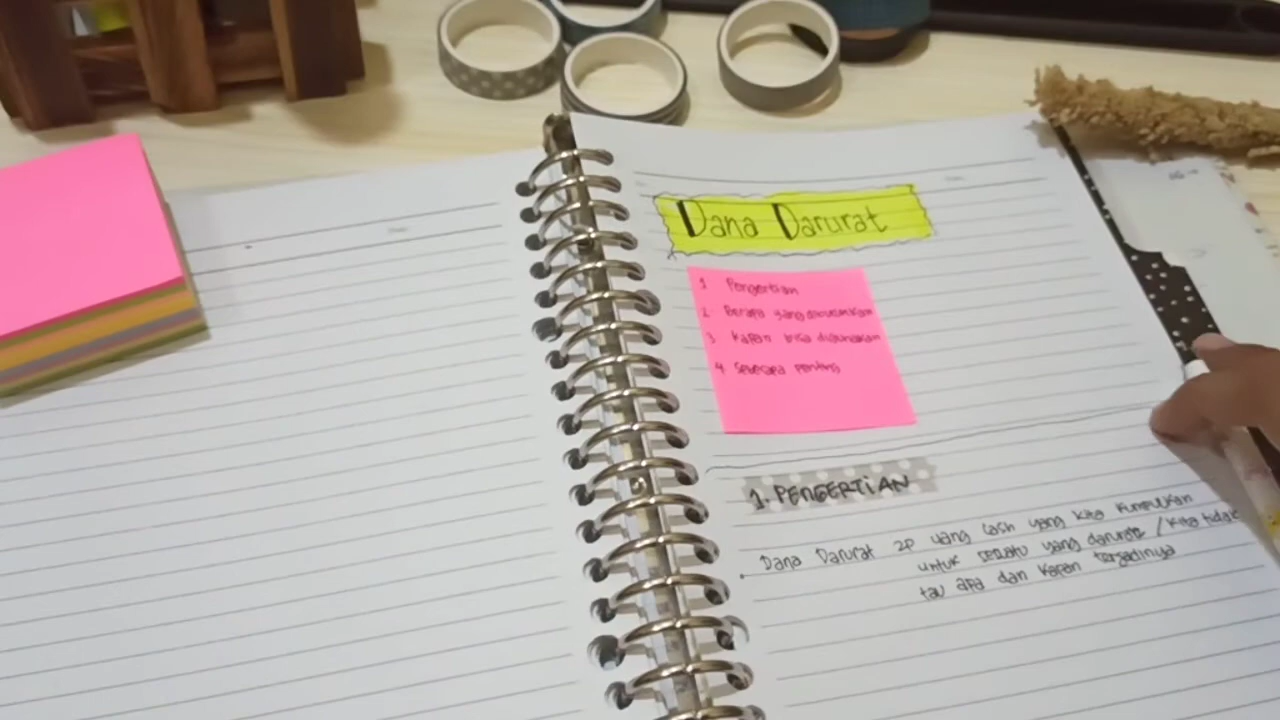 Dana Darurat
1 Pengertian
2 Berapa yang dibutuhkan
3 Kapan bisa digunakan
4 Seberapa penting
1. PENGERTIAN
Dana Darurat → uang cash yang kita kumpulkan
untuk sesuatu yang darurat / kita tidak
tau apa dan kapan terjadinya